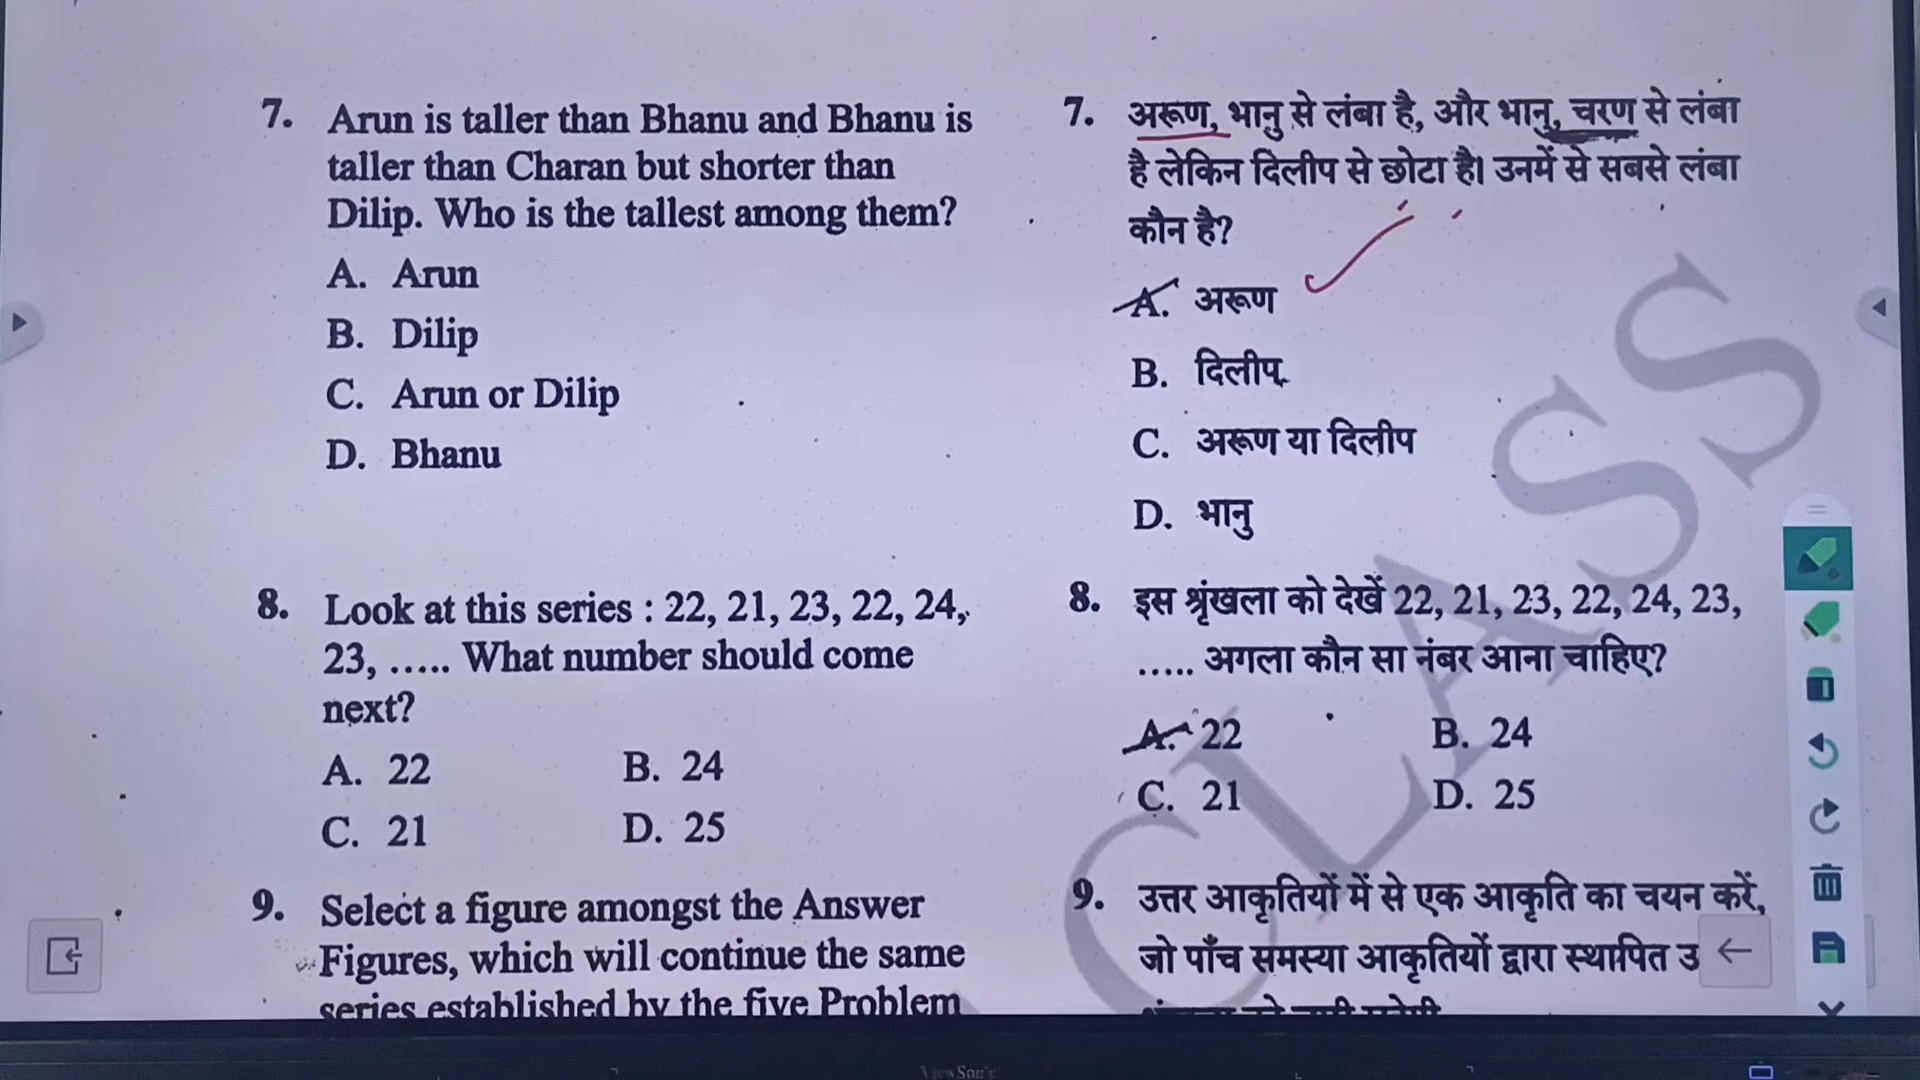 7. Arun is taller than Bhanu and Bhanu is
taller than Charan but shorter than
Dilip. Who is the tallest among them?
A. Arun
B. Dilip
C. Arun or Dilip
D. Bhanu
8. Look at this series : 22, 21, 23, 22, 24,
23, ..... What number should come
next?
A. 22 B. 24
C. 21 D. 25
9. Select a figure amongst the Answer
Figures, which will continue the same
series established by the five Problem
7. अरूण, भानु से लंबा है, और भानु, चरण से लंबा
है लेकिन दिलीप से छोटा है। उनमें से सबसे लंबा
कौन है?
A. अरूण
B. दिलीप
C. अरूण या दिलीप
D. भानु
8. इस श्रृंखला को देखें 22, 21, 23, 22, 24, 23,
..... अगला कौन सा नंबर आना चाहिए?
A. 22 B. 24
C. 21 D. 25
9. उत्तर आकृतियों में से एक आकृति का चयन करें,
जो पाँच समस्या आकृतियों द्वारा स्थापित उ
CLASS